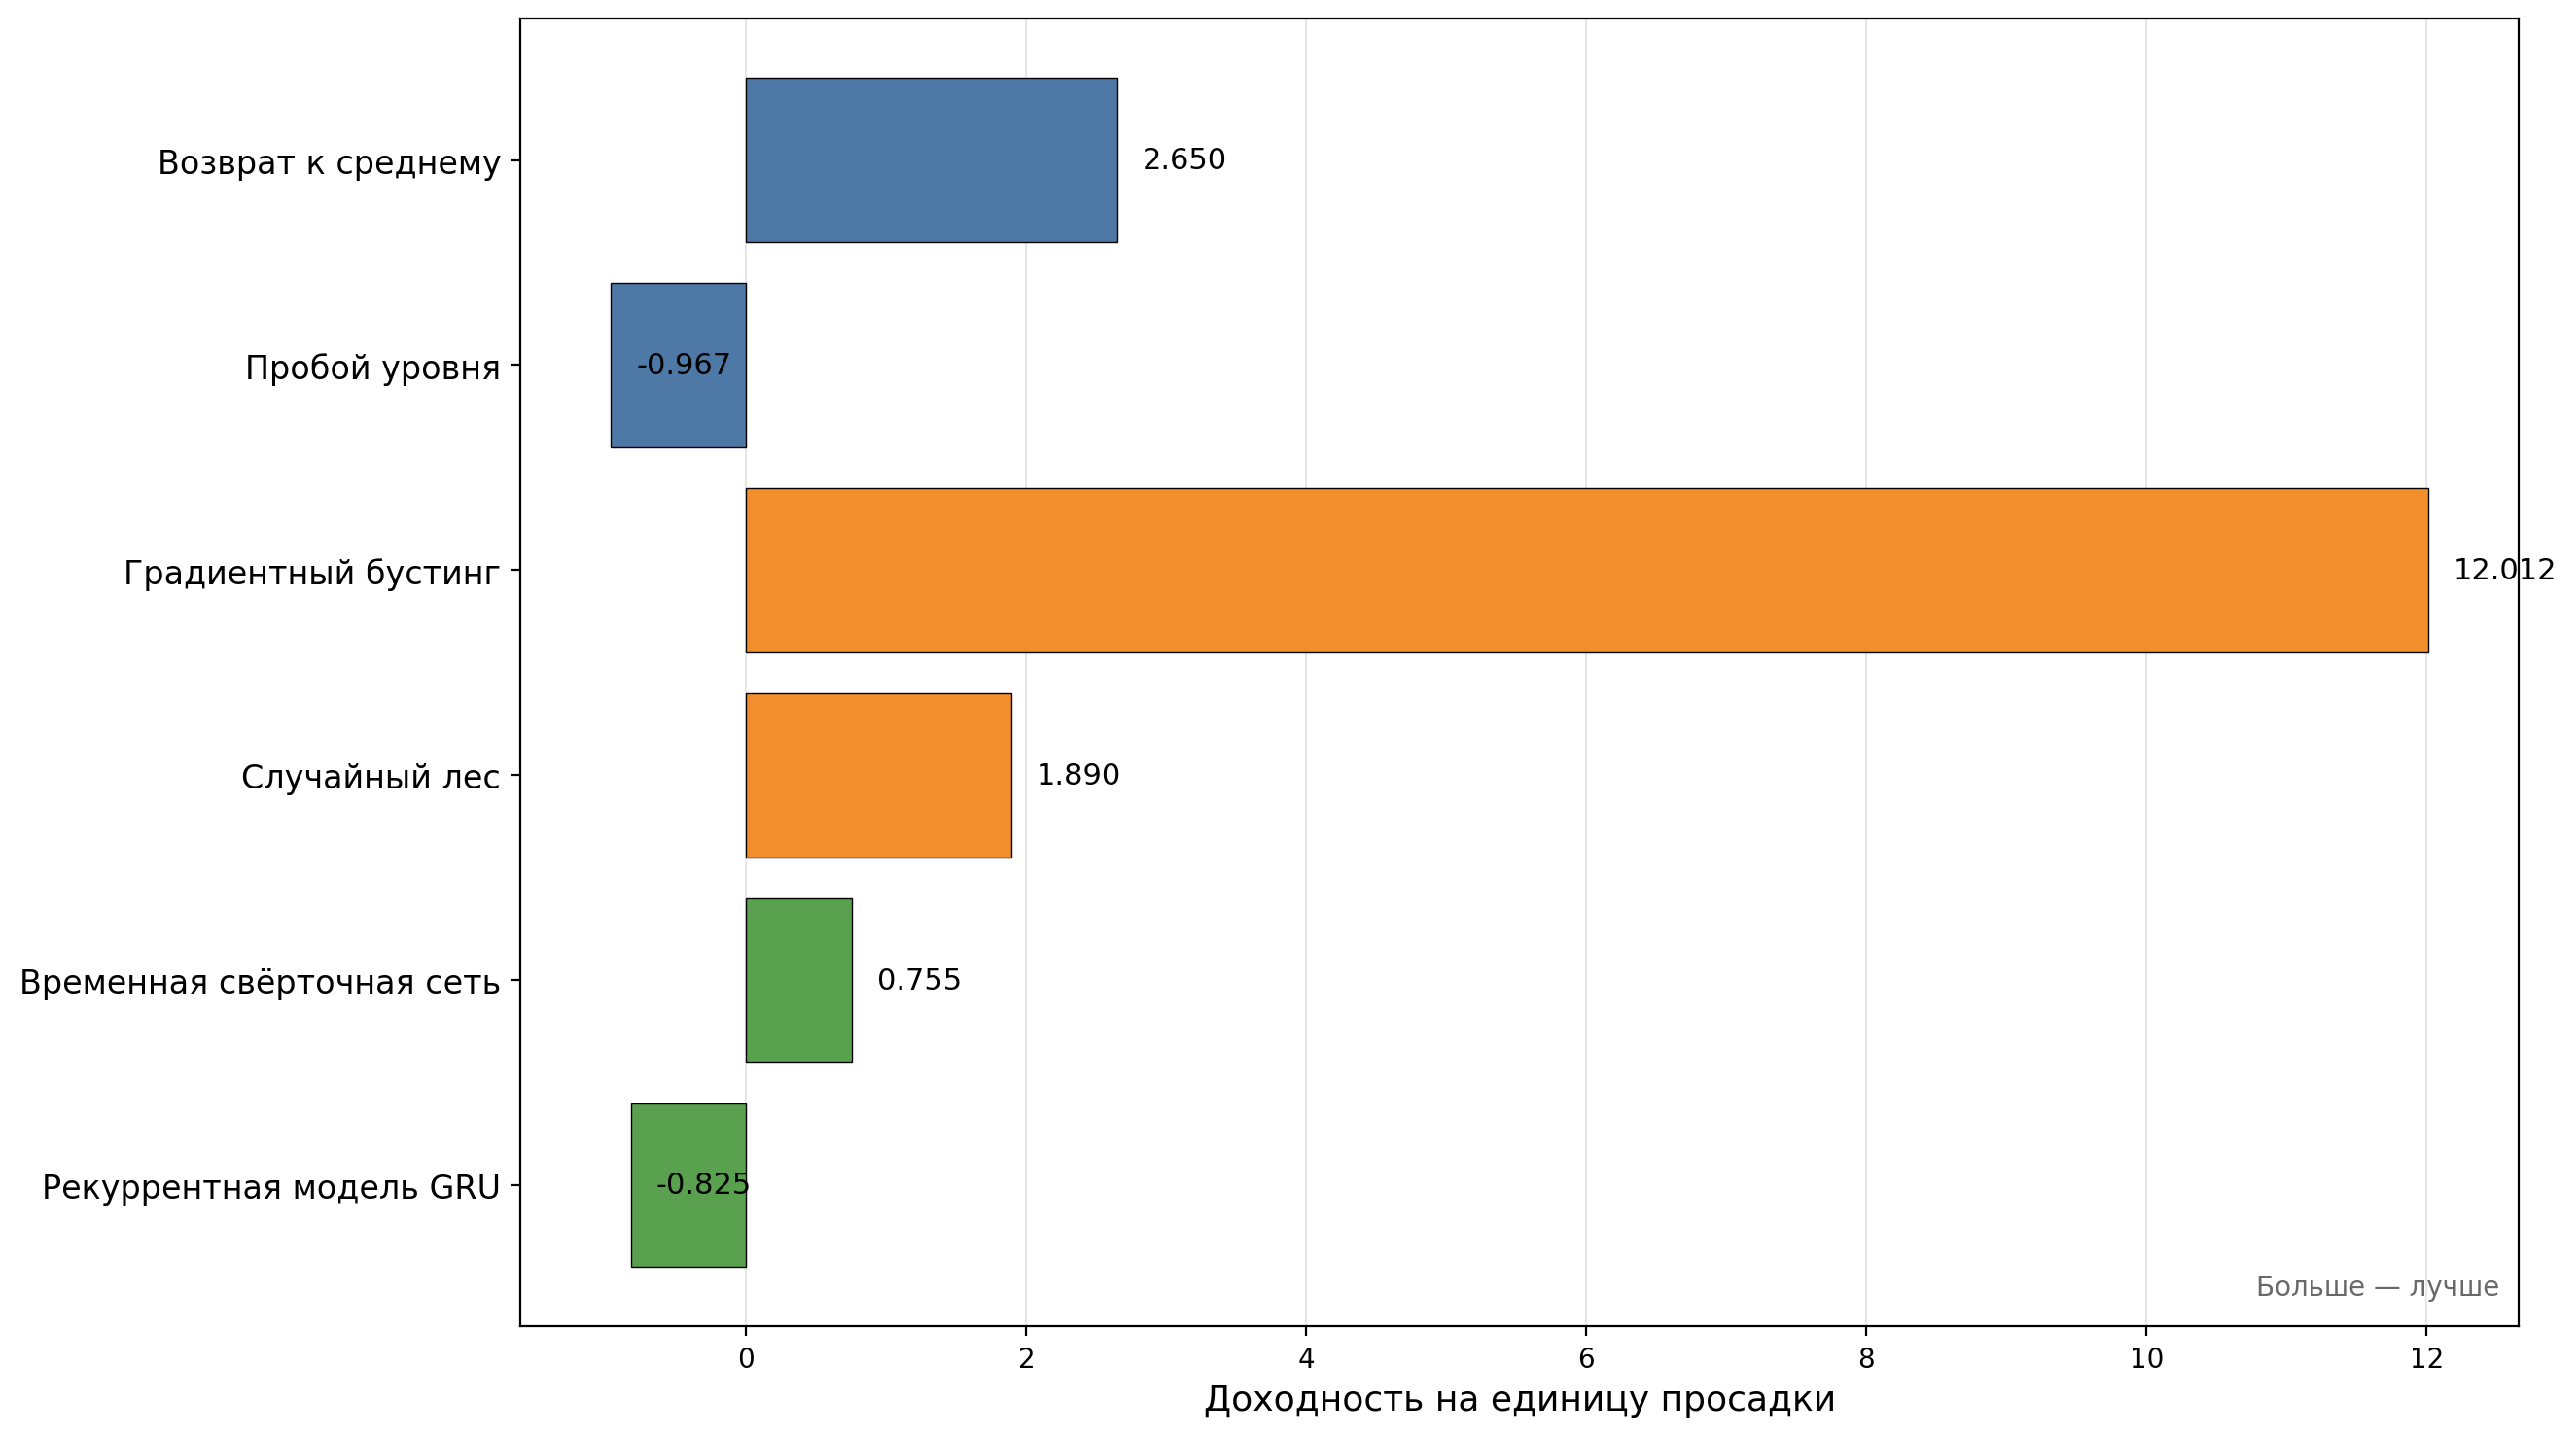 Возврат к среднему
2.650
Пробой уровня
-0.967
Градиентный бустинг
12.012
Случайный лес
1.890
Временная свёрточная сеть
0.755
Рекуррентная модель GRU
-0.825
Больше — лучше
0 2 4 6 8 10 12
Доходность на единицу просадки